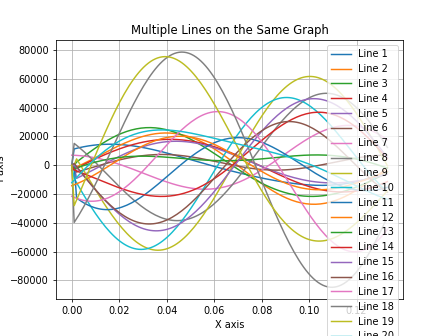 Multiple Lines on the Same Graph
80000
60000
40000
20000
0
−20000
−40000
−60000
−80000
0.00
0.02
0.04
0.06
0.08
0.10
X axis
Line 1
Line 2
Line 3
Line 4
Line 5
Line 6
Line 7
Line 8
Line 9
Line 10
Line 11
Line 12
Line 13
Line 14
Line 15
Line 16
Line 17
Line 18
Line 19
Line 20